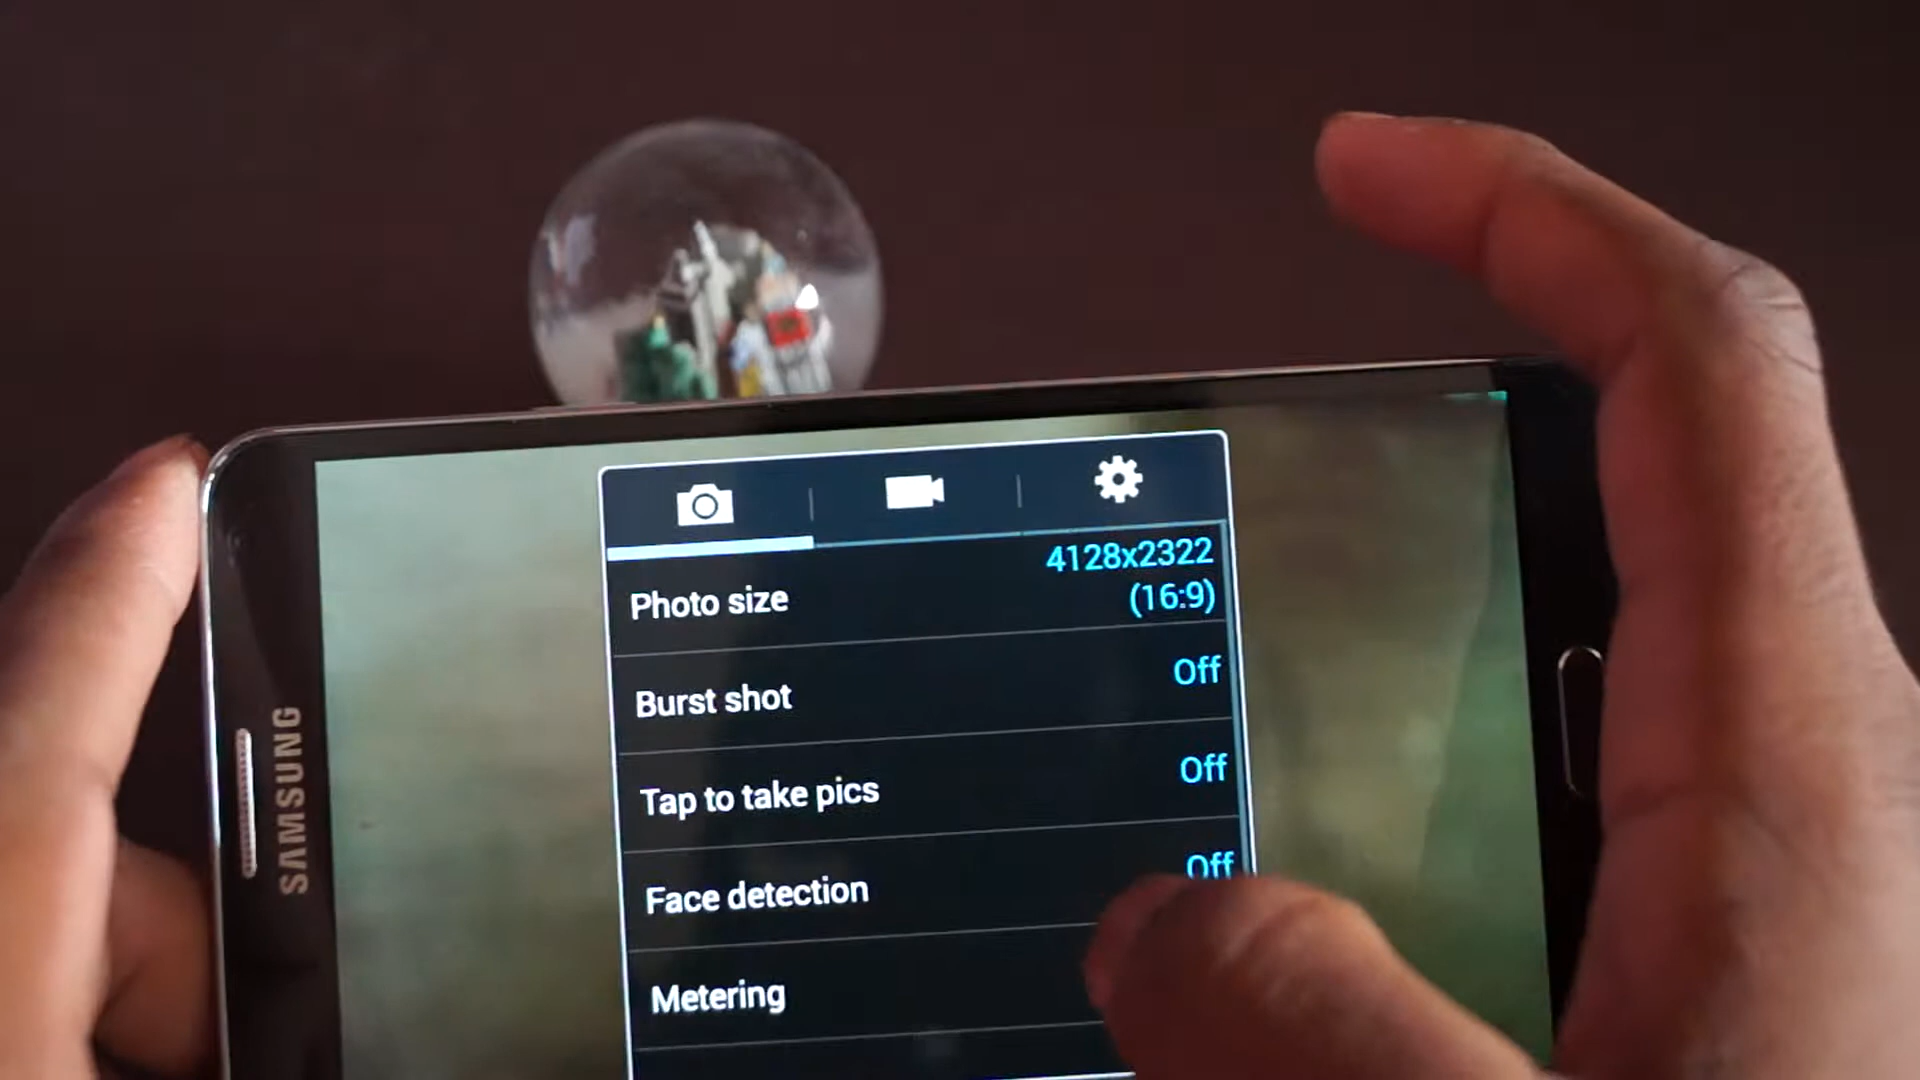 SAMSUNG
Photo size
4128x2322
(16:9)
Burst shot
Off
Tap to take pics
Off
Face detection
Off
Metering